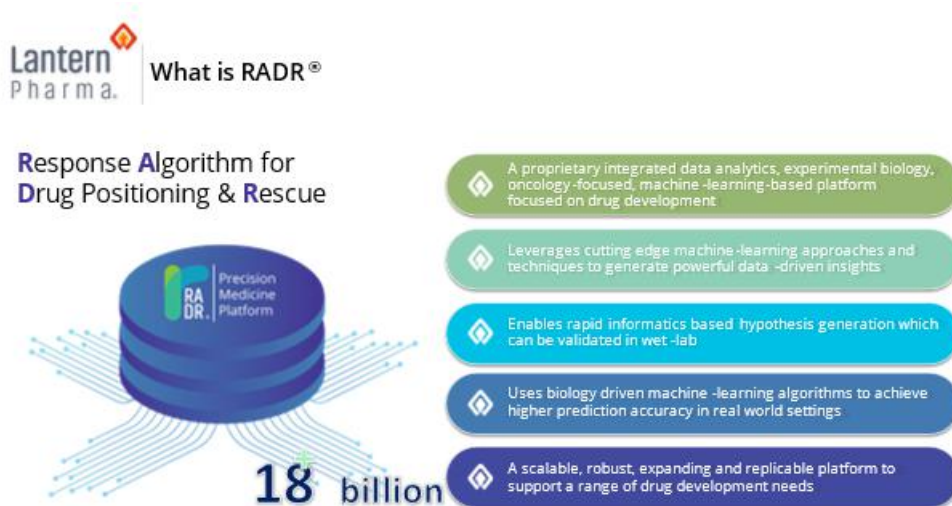 Lantern
Pharma.
What is RADR®
Response Algorithm for
Drug Positioning & Rescue
RA
DR.
Precision
Medicine
Platform
18+ billion
A proprietary integrated data analytics, experimental biology,
oncology-focused, machine-learning-based platform
focused on drug development
Leverages cutting edge machine-learning approaches and
techniques to generate powerful data -driven insights
Enables rapid informatics based hypothesis generation which
can be validated in wet -lab
Uses biology driven machine -learning algorithms to achieve
higher prediction accuracy in real world settings
A scalable, robust, expanding and replicable platform to
support a range of drug development needs